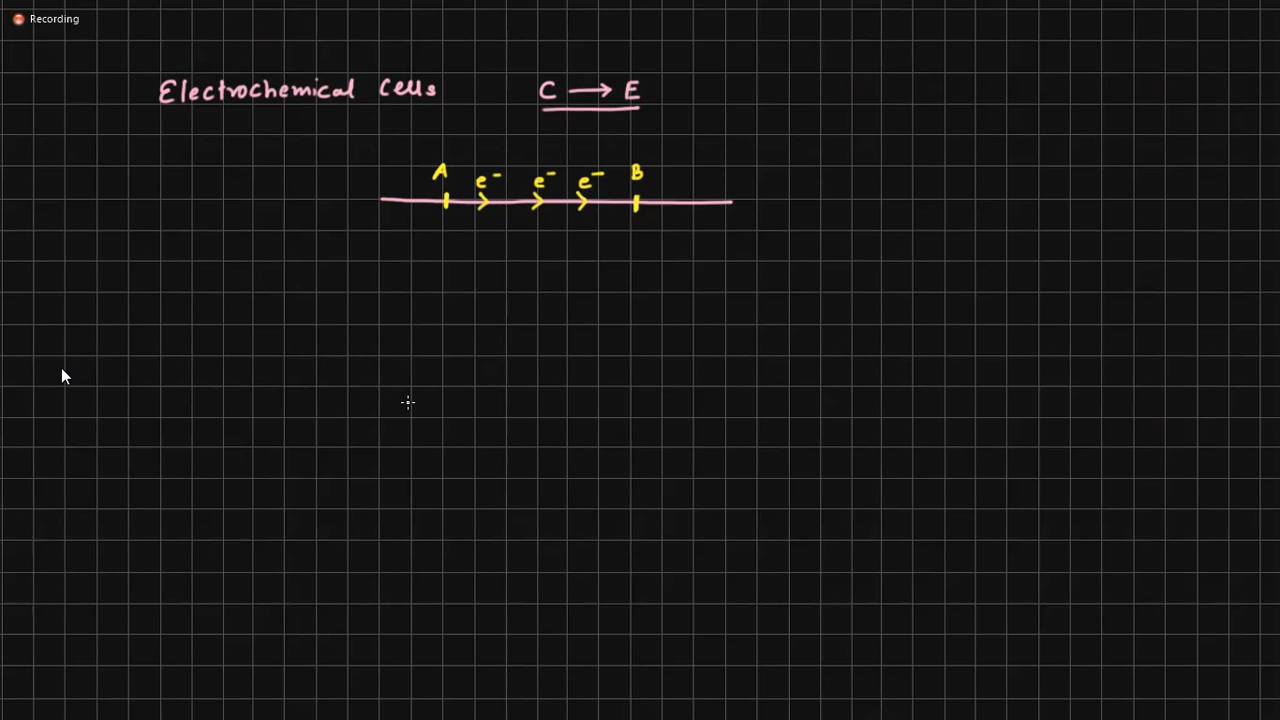 Recording
Electrochemical Cells C → E
A e⁻ e⁻ e⁻ B